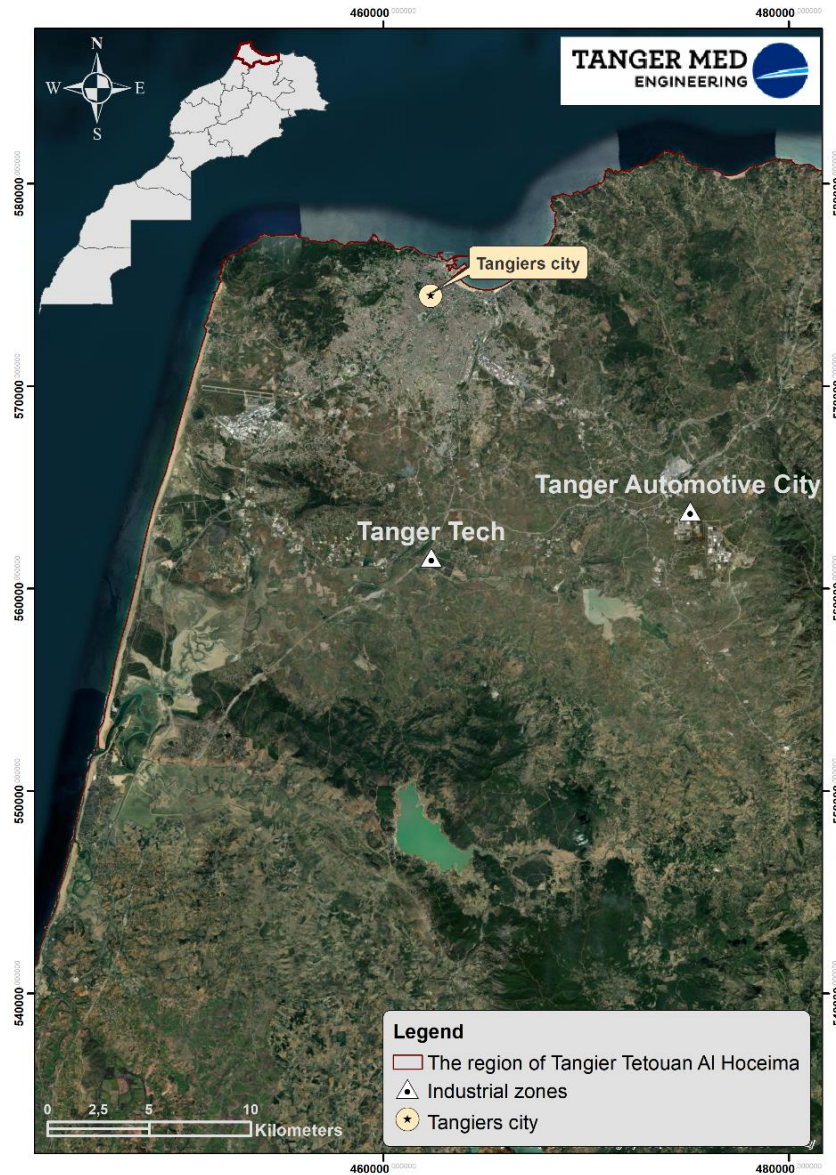 460000
480000
N
W
E
S
TANGER MED
ENGINEERING
580000
Tangiers city
570000
Tanger Automotive City
Tanger Tech
560000
550000
540000
Legend
The region of Tangier Tetouan Al Hoceima
Industrial zones
Tangiers city
0 2,5 5 10
Kilometers
460000
480000